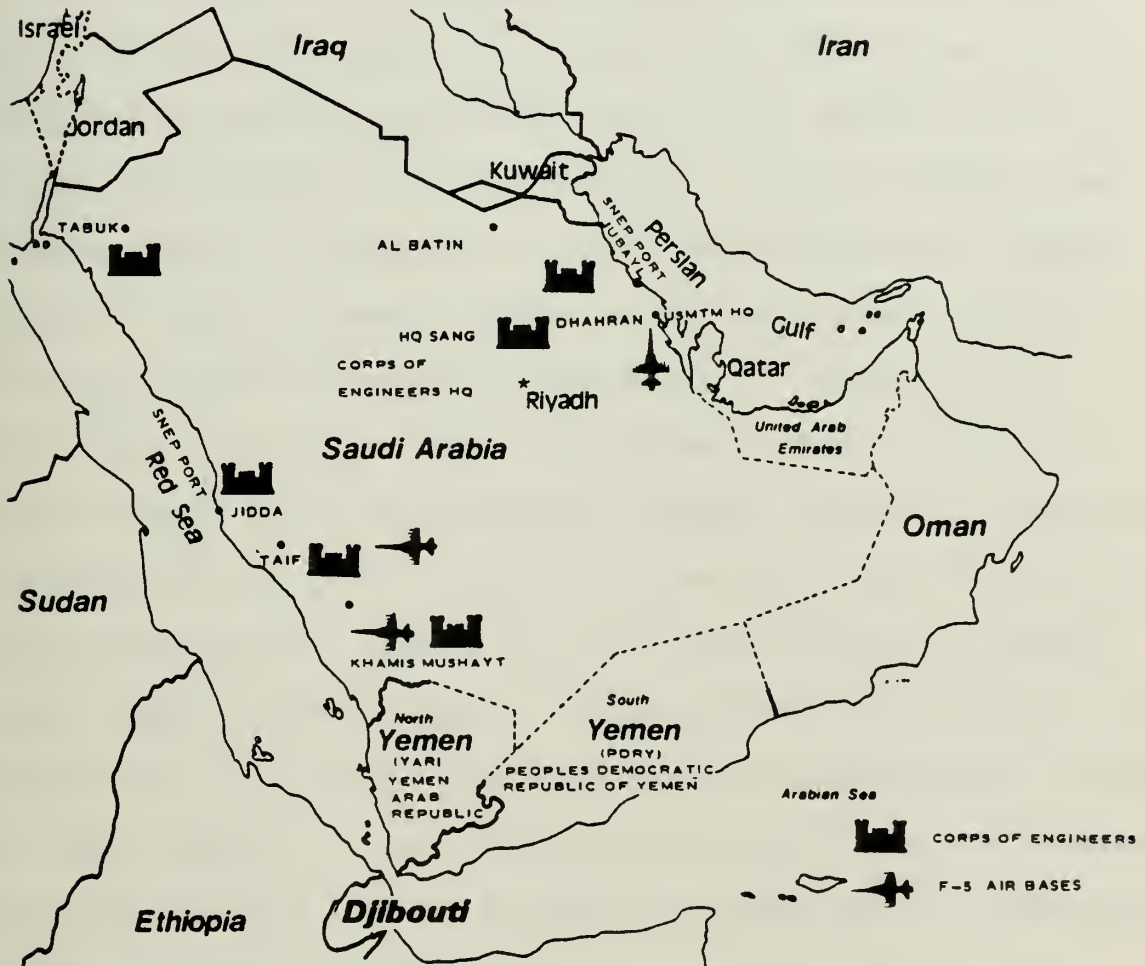 Israel
Iraq
Iran
Jordan
Kuwait
TABUK
AL BATIN
SNEP PORT
JUBAYL
Persian
Gulf
HQ SANG
DHAHRAN
USMTM HQ
CORPS OF
ENGINEERS HQ
Riyadh
Qatar
United Arab
Emirates
Saudi Arabia
SNEP PORT
Red Sea
JIDDA
Oman
TAIF
Sudan
KHAMIS MUSHAYT
North
Yemen
(YARI
YEMEN
ARAB
REPUBLIC
South
Yemen
(PDRY)
PEOPLES DEMOCRATIC
REPUBLIC OF YEMEN
Arabian Sea
CORPS OF ENGINEERS
F-5 AIR BASES
Djibouti
Ethiopia